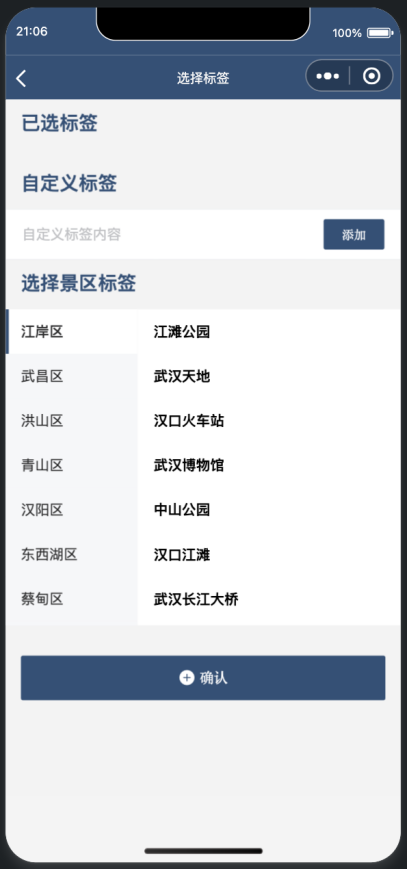 21:06
100%
选择标签
已选标签
自定义标签
自定义标签内容
添加
选择景区标签
江岸区
江滩公园
武昌区
武汉天地
洪山区
汉口火车站
青山区
武汉博物馆
汉阳区
中山公园
东西湖区
汉口江滩
蔡甸区
武汉长江大桥
确认